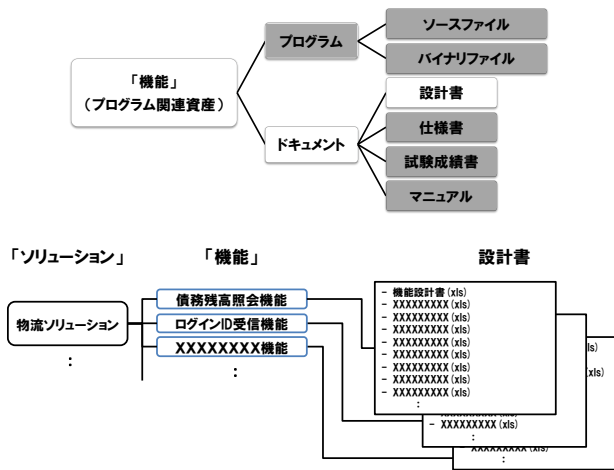 「機能」
（プログラム関連資産）
プログラム
ソースファイル
バイナリファイル
ドキュメント
設計書
仕様書
試験成績書
マニュアル
「ソリューション」
「機能」
設計書
物流ソリューション
：
債務残高照会機能
ログインID受信機能
XXXXXXXX機能
：
- 機能設計書(xls)
- XXXXXXXXX(xls)
- XXXXXXXXX(xls)
- XXXXXXXXX(xls)
- XXXXXXXXX(xls)
- XXXXXXXXX(xls)
- XXXXXXXXX(xls)
- XXXXXXXXX(xls)
- XXXXXXXXX(xls)
：
- XXXXXXXXX(xls)
：
- XXXXXXXXX(xls)
：